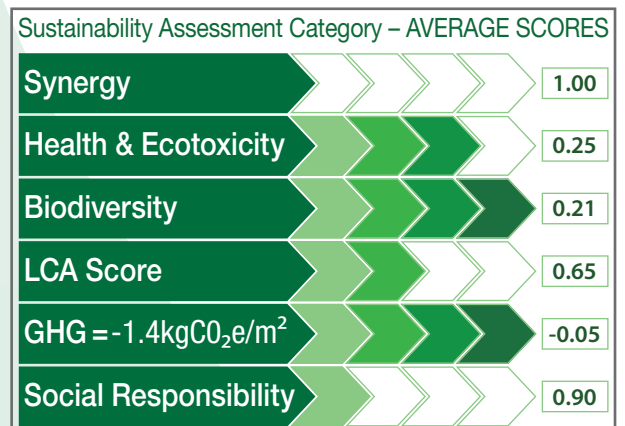 Sustainability Assessment Category – AVERAGE SCORES
Synergy 1.00
Health & Ecotoxicity 0.25
Biodiversity 0.21
LCA Score 0.65
GHG =-1.4kgC0₂e/m² -0.05
Social Responsibility 0.90